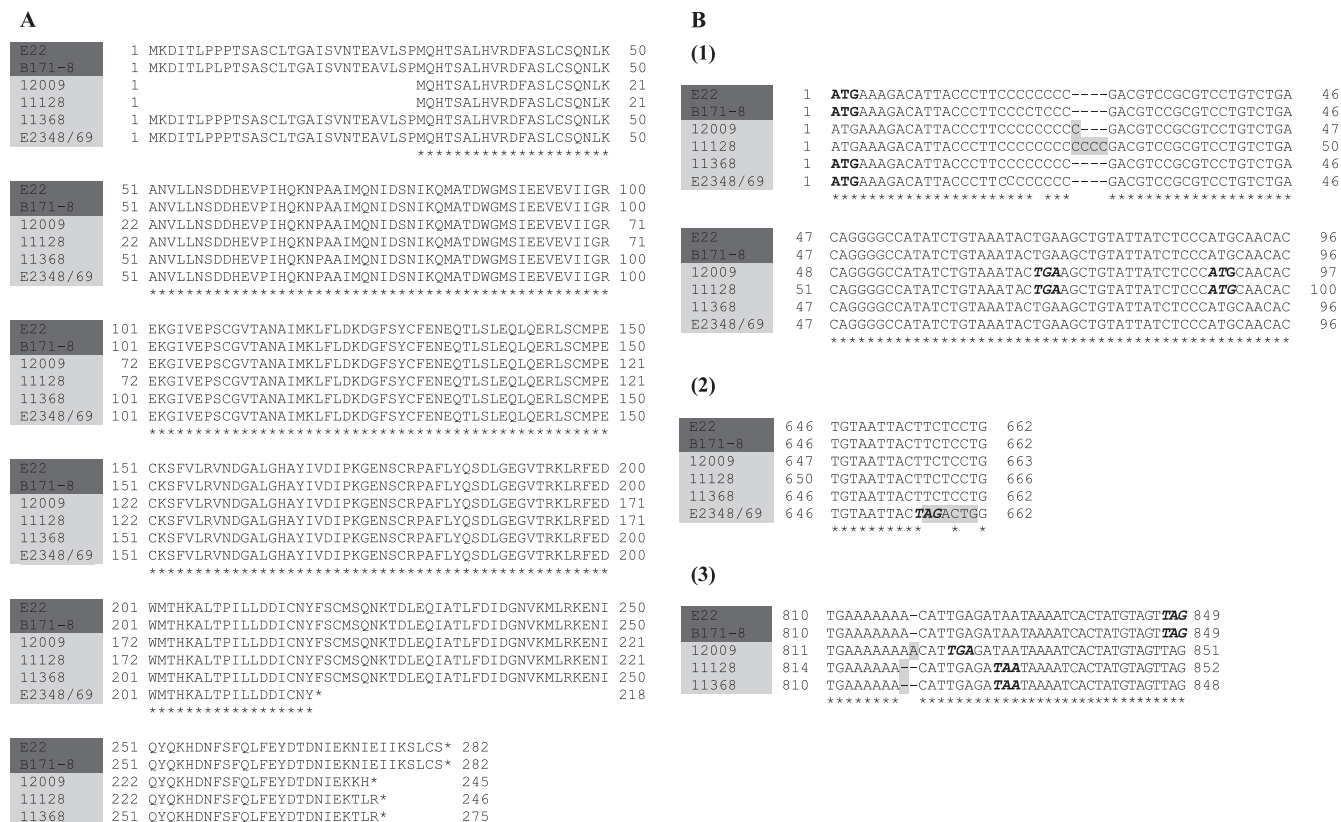 A
E22 1 MKDITLPPPTSASCLTGAISVNTEAVLSPMQHTSALHVRDFASLCSQNLK 50
B171-8 1 MKDITLPLPTSASCLTGAISVNTEAVLSPMQHTSALHVRDFASLCSQNLK 50
12009 1 MQHTSALHVRDFASLCSQNLK 21
11128 1 MQHTSALHVRDFASLCSQNLK 21
11368 1 MKDITLPPPTSASCLTGAISVNTEAVLSPMQHTSALHVRDFASLCSQNLK 50
E2348/69 1 MKDITLPPPTSASCLTGAISVNTEAVLSPMQHTSALHVRDFASLCSQNLK 50
*********************
E22 51 ANVLLNSDDHEVPIHQKNPAAIMQNIDSNIKQMATDWGMSIEEVEVIIGR 100
B171-8 51 ANVLLNSDDHEVPIHQKNPAAIMQNIDSNIKQMATDWGMSIEEVEVIIGR 100
12009 22 ANVLLNSDDHEVPIHQKNPAAIMQNIDSNIKQMATDWGMSIEEVEVIIGR 71
11128 22 ANVLLNSDDHEVPIHQKNPAAIMQNIDSNIKQMATDWGMSIEEVEVIIGR 71
11368 51 ANVLLNSDDHEVPIHQKNPAAIMQNIDSNIKQMATDWGMSIEEVEVIIGR 100
E2348/69 51 ANVLLNSDDHEVPIHQKNPAAIMQNIDSNIKQMATDWGMSIEEVEVIIGR 100
**************************************************
E22 101 EKGIVEPSCGVTANAIMKLFLDKDGFSYCFENEQTLSLEQLQERLSCMPE 150
B171-8 101 EKGIVEPSCGVTANAIMKLFLDKDGFSYCFENEQTLSLEQLQERLSCMPE 150
12009 72 EKGIVEPSCGVTANAIMKLFLDKDGFSYCFENEQTLSLEQLQERLSCMPE 121
11128 72 EKGIVEPSCGVTANAIMKLFLDKDGFSYCFENEQTLSLEQLQERLSCMPE 121
11368 101 EKGIVEPSCGVTANAIMKLFLDKDGFSYCFENEQTLSLEQLQERLSCMPE 150
E2348/69 101 EKGIVEPSCGVTANAIMKLFLDKDGFSYCFENEQTLSLEQLQERLSCMPE 150
**************************************************
E22 151 CKSFVLRVNDGALGHAYIVDIPKGENSCRPAFLYQSDLGEGVTRKLRFED 200
B171-8 151 CKSFVLRVNDGALGHAYIVDIPKGENSCRPAFLYQSDLGEGVTRKLRFED 200
12009 122 CKSFVLRVNDGALGHAYIVDIPKGENSCRPAFLYQSDLGEGVTRKLRFED 171
11128 122 CKSFVLRVNDGALGHAYIVDIPKGENSCRPAFLYQSDLGEGVTRKLRFED 171
11368 151 CKSFVLRVNDGALGHAYIVDIPKGENSCRPAFLYQSDLGEGVTRKLRFED 200
E2348/69 151 CKSFVLRVNDGALGHAYIVDIPKGENSCRPAFLYQSDLGEGVTRKLRFED 200
**************************************************
E22 201 WMTHKALTPILLDDICNYFSCMSQNKTDLEQIATLFDIDGNVKMLRKENI 250
B171-8 201 WMTHKALTPILLDDICNYFSCMSQNKTDLEQIATLFDIDGNVKMLRKENI 250
12009 172 WMTHKALTPILLDDICNYFSCMSQNKTDLEQIATLFDIDGNVKMLRKENI 221
11128 172 WMTHKALTPILLDDICNYFSCMSQNKTDLEQIATLFDIDGNVKMLRKENI 221
11368 201 WMTHKALTPILLDDICNYFSCMSQNKTDLEQIATLFDIDGNVKMLRKENI 250
E2348/69 201 WMTHKALTPILLDDICNY* 218
******************
E22 251 QYQKHDNFSFQLFEYDTDNIEKNIEIIKSLCS* 282
B171-8 251 QYQKHDNFSFQLFEYDTDNIEKNIEIIKSLCS* 282
12009 222 QYQKHDNFSFQLFEYDTDNIEKKH* 245
11128 222 QYQKHDNFSFQLFEYDTDNIEKTLR* 246
11368 251 QYQKHDNFSFQLFEYDTDNIEKTLR* 275
B
(1)
E22 1 ATGAAAGACATTACCCTTCCCCCCCC----GACGTCCGCGTCCTGTCTGA 46
B171-8 1 ATGAAAGACATTACCCTTCCCCTCCC----GACGTCCGCGTCCTGTCTGA 46
12009 1 ATGAAAGACATTACCCTTCCCCCCCCC---GACGTCCGCGTCCTGTCTGA 47
11128 1 ATGAAAGACATTACCCTTCCCCCCCCCCCCGACGTCCGCGTCCTGTCTGA 50
11368 1 ATGAAAGACATTACCCTTCCCCCCCC----GACGTCCGCGTCCTGTCTGA 46
E2348/69 1 ATGAAAGACATTACCCTTCCCCCCCC----GACGTCCGCGTCCTGTCTGA 46
********************** ***    ********************
E22 47 CAGGGGCCATATCTGTAAATACTGAAGCTGTATTATCTCCCATGCAACAC 96
B171-8 47 CAGGGGCCATATCTGTAAATACTGAAGCTGTATTATCTCCCATGCAACAC 96
12009 48 CAGGGGCCATATCTGTAAATACTGAAGCTGTATTATCTCCCATGCAACAC 97
11128 51 CAGGGGCCATATCTGTAAATACTGAAGCTGTATTATCTCCCATGCAACAC 100
11368 47 CAGGGGCCATATCTGTAAATACTGAAGCTGTATTATCTCCCATGCAACAC 96
E2348/69 47 CAGGGGCCATATCTGTAAATACTGAAGCTGTATTATCTCCCATGCAACAC 96
**************************************************
(2)
E22 646 TGTAATTACTTCTCCTG 662
B171-8 646 TGTAATTACTTCTCCTG 662
12009 647 TGTAATTACTTCTCCTG 663
11128 650 TGTAATTACTTCTCCTG 666
11368 646 TGTAATTACTTCTCCTG 662
E2348/69 646 TGTAATTACTAGACTGG 662
**********   *  *
(3)
E22 810 TGAAAAAAA-CATTGAGATAATAAAATCACTATGTAGTTAG 849
B171-8 810 TGAAAAAAA-CATTGAGATAATAAAATCACTATGTAGTTAG 849
12009 811 TGAAAAAAAACATTGAGATAATAAAATCACTATGTAGTTAG 851
11128 814 TGAAAAAA--CATTGAGATAATAAAATCACTATGTAGTTAG 852
11368 810 TGAAAAAA--CATTGAGATAATAAAATCACTATGTAGTTAG 848
********  *******************************